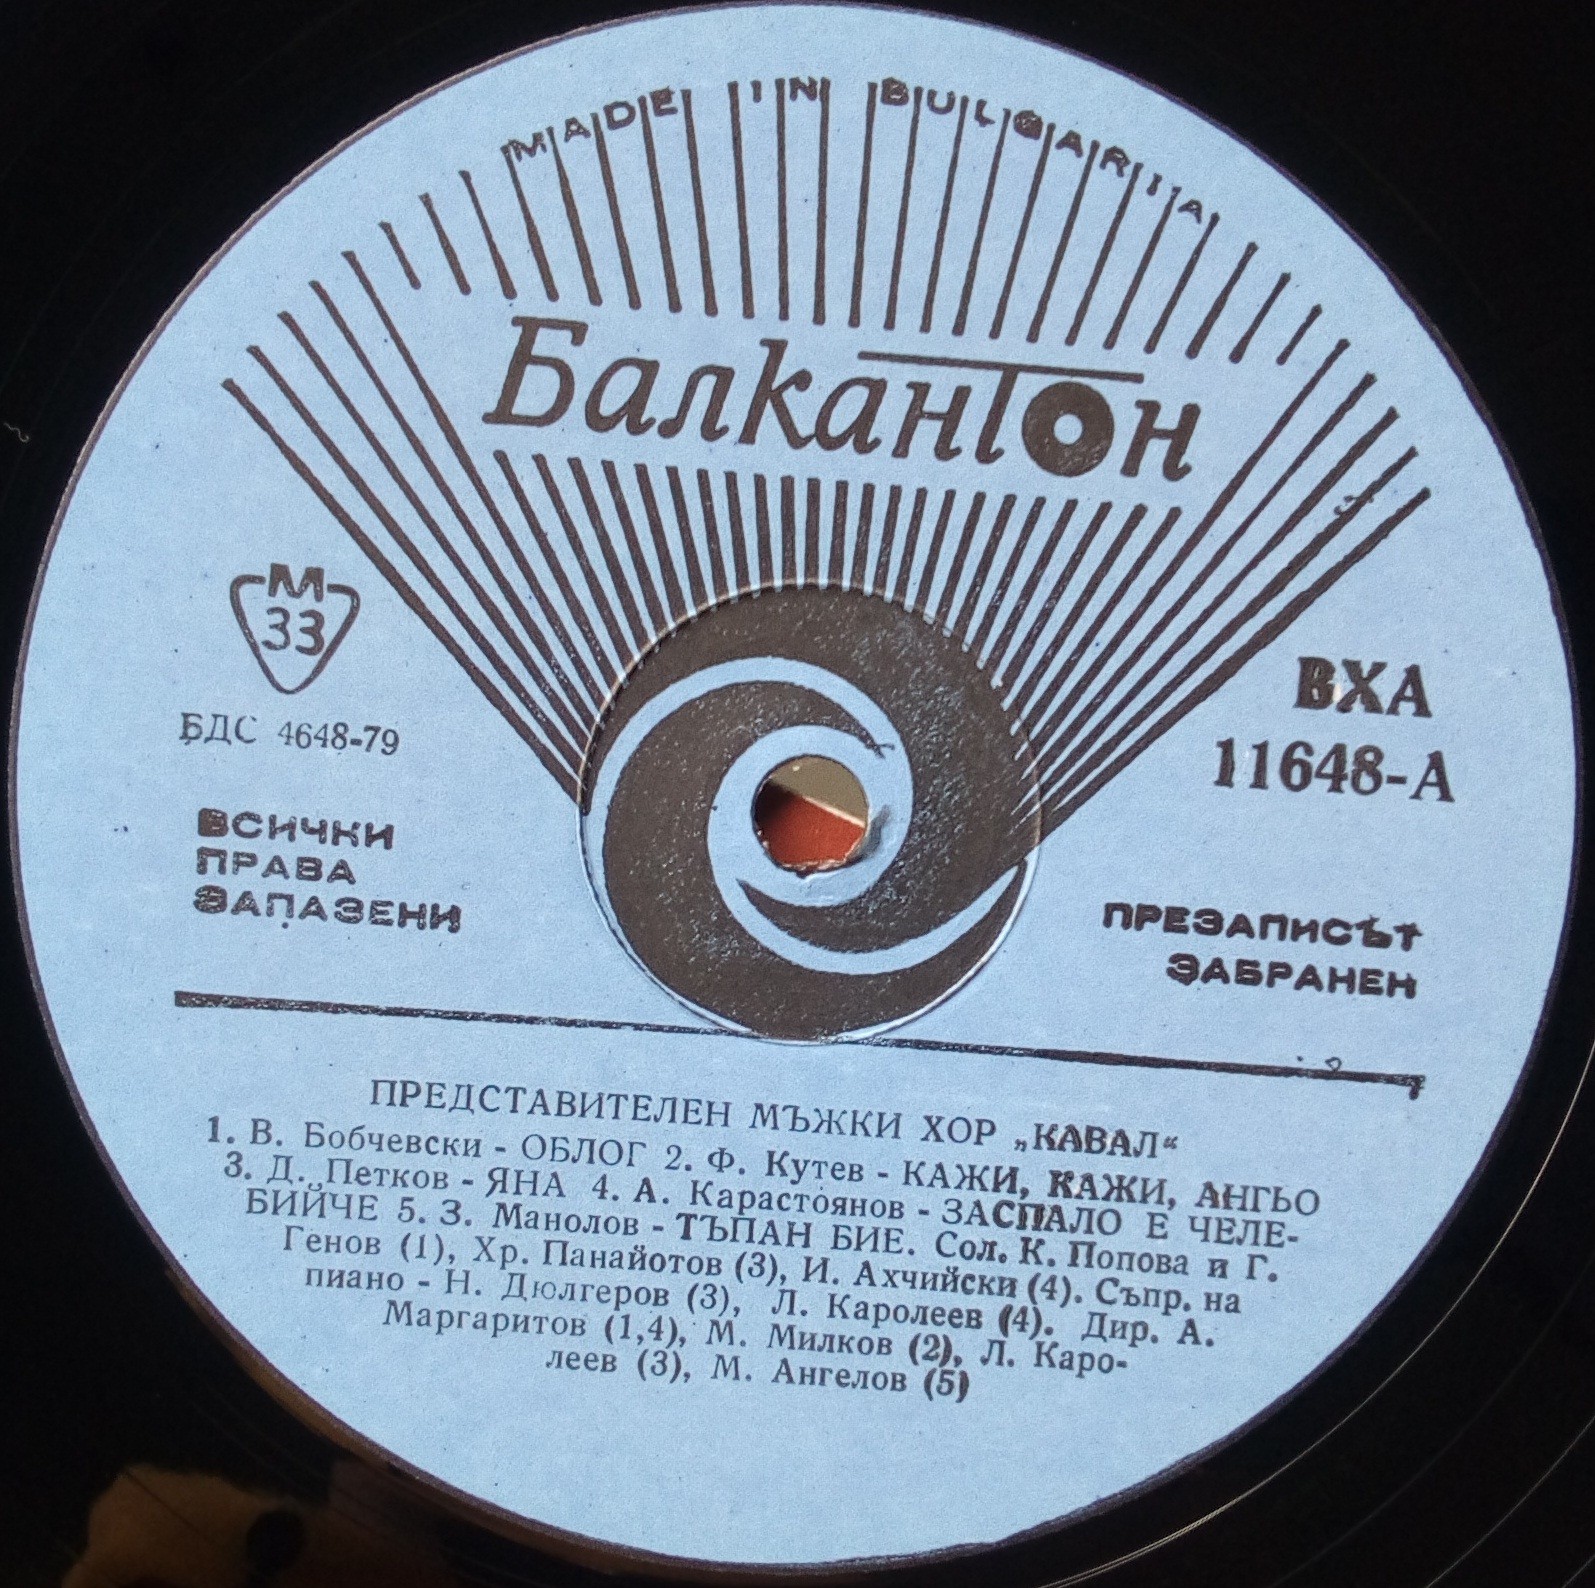 MADE IN BULGARIA
Балкантон
М
33
БДС 4648-79
ВХА
11648-А
ВСИЧКИ
ПРАВА
ЗАПАЗЕНИ
ПРЕЗАПИСЪТ
ЗАБРАНЕН
ПРЕДСТАВИТЕЛЕН МЪЖКИ ХОР „КАВАЛ“
1. В. Бобчевски - ОБЛОГ 2. Ф. Кутев - КАЖИ, КАЖИ, АНГЬО
3. Д. Петков - ЯНА 4. А. Карастоянов - ЗАСПАЛО Е ЧЕЛЕ-
БИЙЧЕ 5. З. Манолов - ТЪПАН БИЕ. Сол. К. Попова и Г.
Генов (1), Хр. Панайотов (3), И. Ахчийски (4). Съпр. на
пиано - Н. Дюлгеров (3), Л. Каролеев (4). Дир. А.
Маргаритов (1,4), М. Милков (2), Л. Каро-
леев (3), М. Ангелов (5)